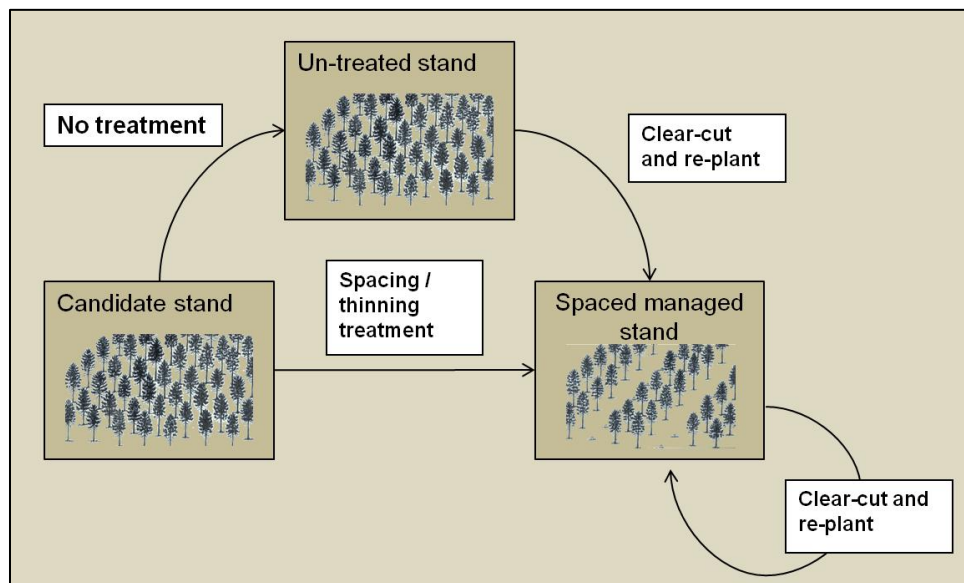 Un-treated stand
No treatment
Clear-cut
and re-plant
Candidate stand
Spacing /
thinning
treatment
Spaced managed
stand
Clear-cut and
re-plant